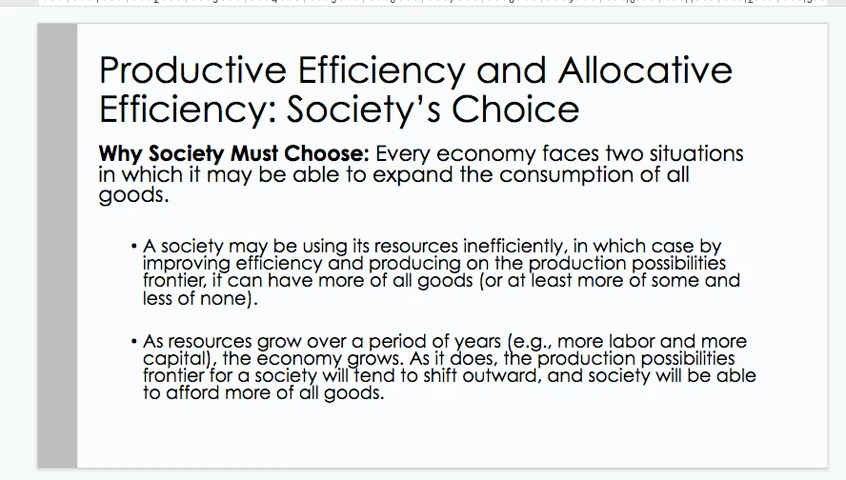 Productive Efficiency and Allocative
Efficiency: Society’s Choice
Why Society Must Choose: Every economy faces two situations
in which it may be able to expand the consumption of all
goods.
• A society may be using its resources inefficiently, in which case by
improving efficiency and producing on the production possibilities
frontier, it can have more of all goods (or at least more of some and
less of none).
• As resources grow over a period of years (e.g., more labor and more
capital), the economy grows. As it does, the production possibilities
frontier for a society will tend to shift outward, and society will be able
to afford more of all goods.